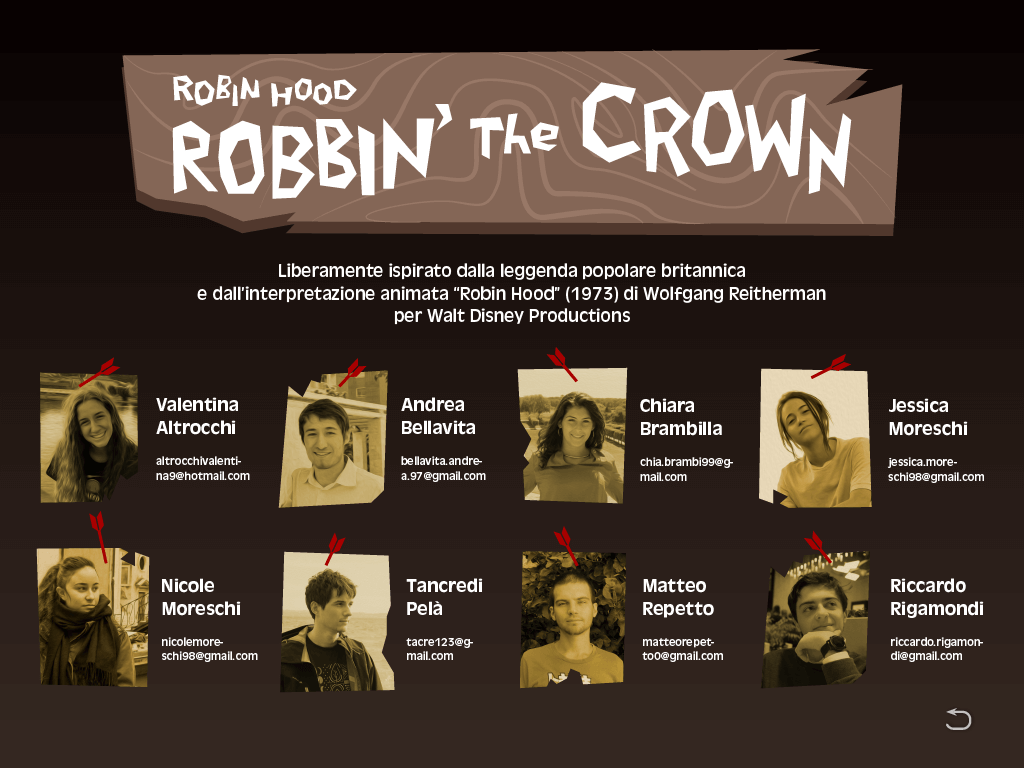 ROBIN HOOD
ROBBIN' The CROWN
Liberamente ispirato dalla leggenda popolare britannica
e dall'interpretazione animata "Robin Hood" (1973) di Wolfgang Reitherman
per Walt Disney Productions
Valentina
Altrocchi
altrocchivalenti-
na9@hotmail.com
Andrea
Bellavita
bellavita.andre-
a.97@gmail.com
Chiara
Brambilla
chia.brambi99@g-
mail.com
Jessica
Moreschi
jessica.more-
schi98@gmail.com
Nicole
Moreschi
nicolemore-
schi98@gmail.com
Tancredi
Pelà
tacre123@g-
mail.com
Matteo
Repetto
matteorepet-
to0@gmail.com
Riccardo
Rigamondi
riccardo.rigamon-
di@gmail.com